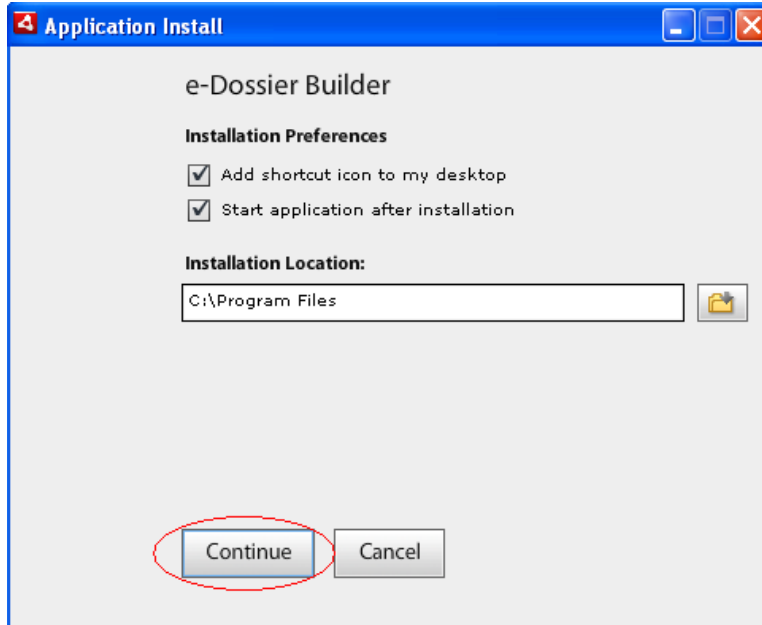 Application Install
e-Dossier Builder
Installation Preferences
Add shortcut icon to my desktop
Start application after installation
Installation Location:
C:\Program Files
Continue
Cancel